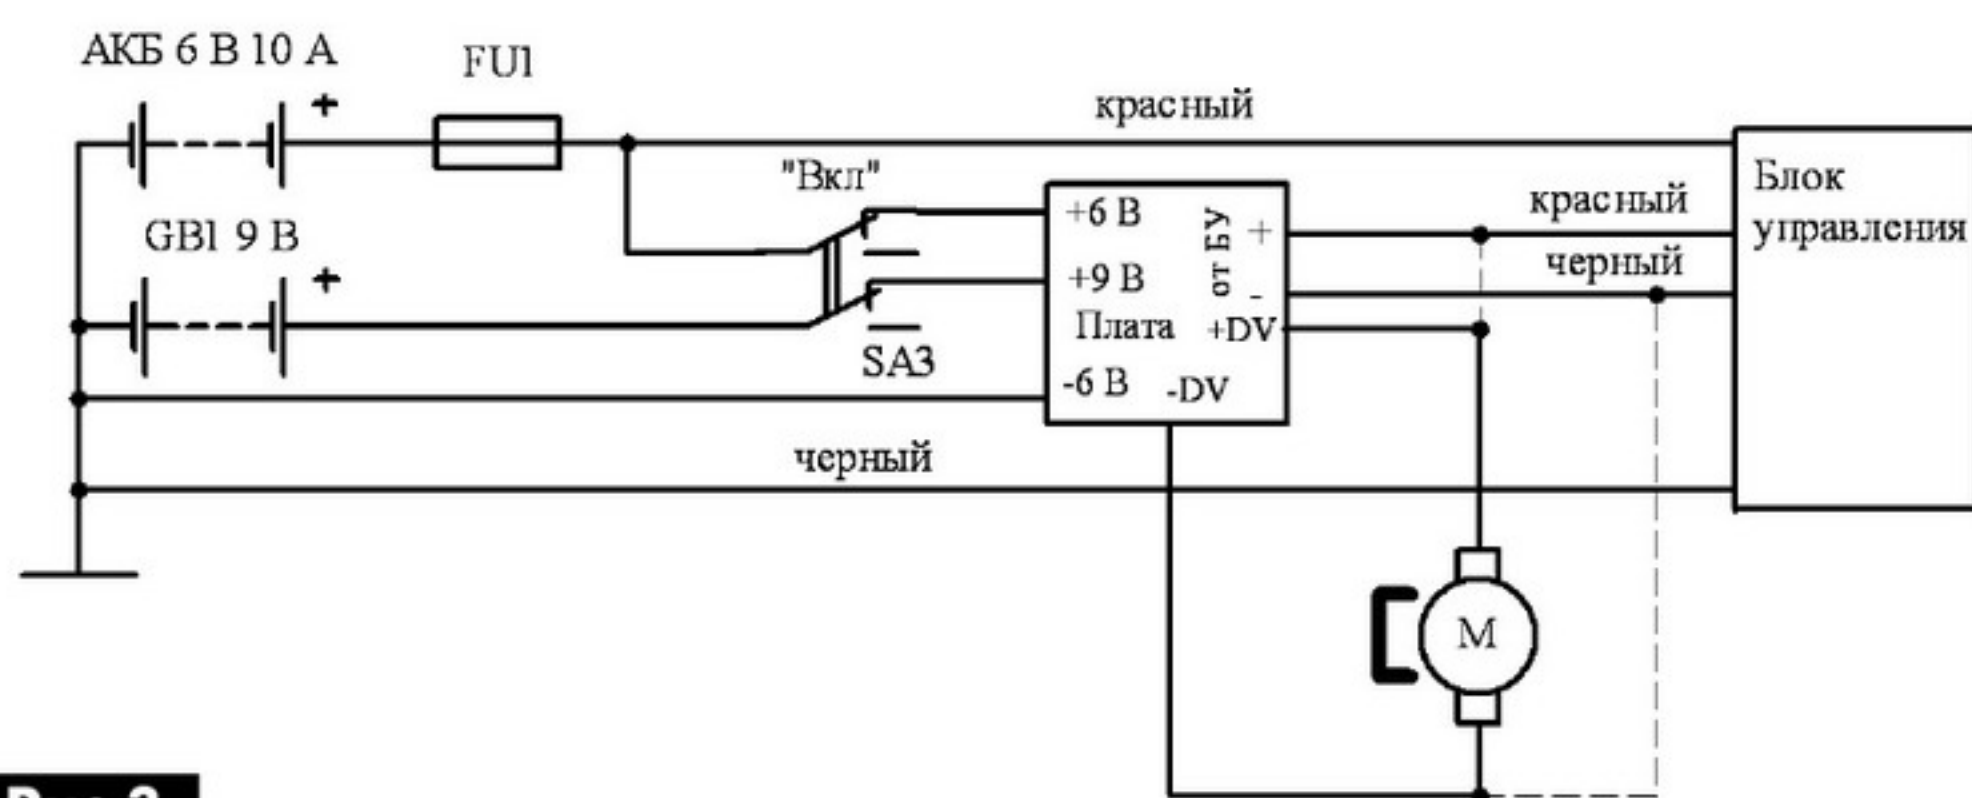 АКБ 6 В 10 А
FU1
красный
"Вкл"
Блок
управления
красный
+6 В
от БУ
+
GB1 9 В
+
черный
+9 В
-
Плата
+DV
SA3
-6 В
-DV
черный
М
+